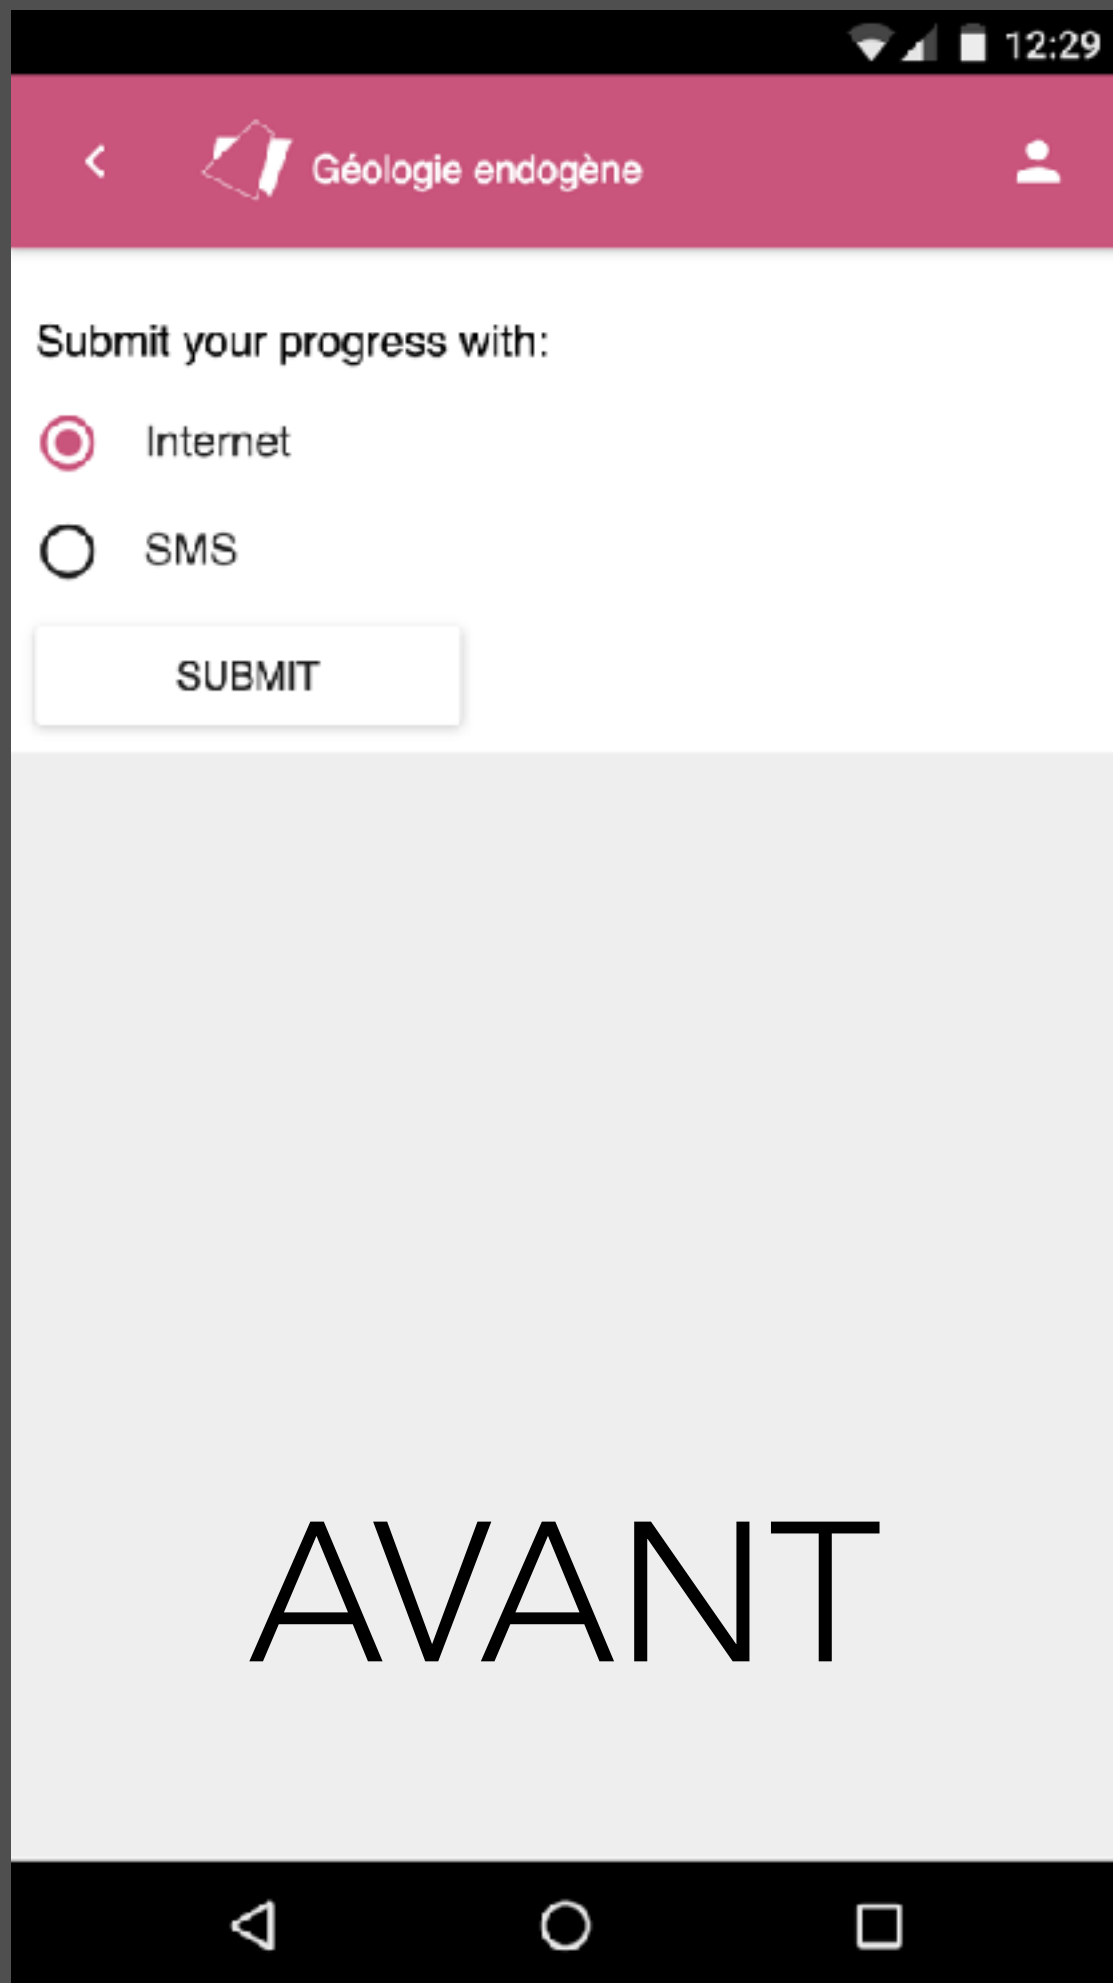 12:29
Géologie endogène
Submit your progress with:
Internet
SMS
SUBMIT
AVANT